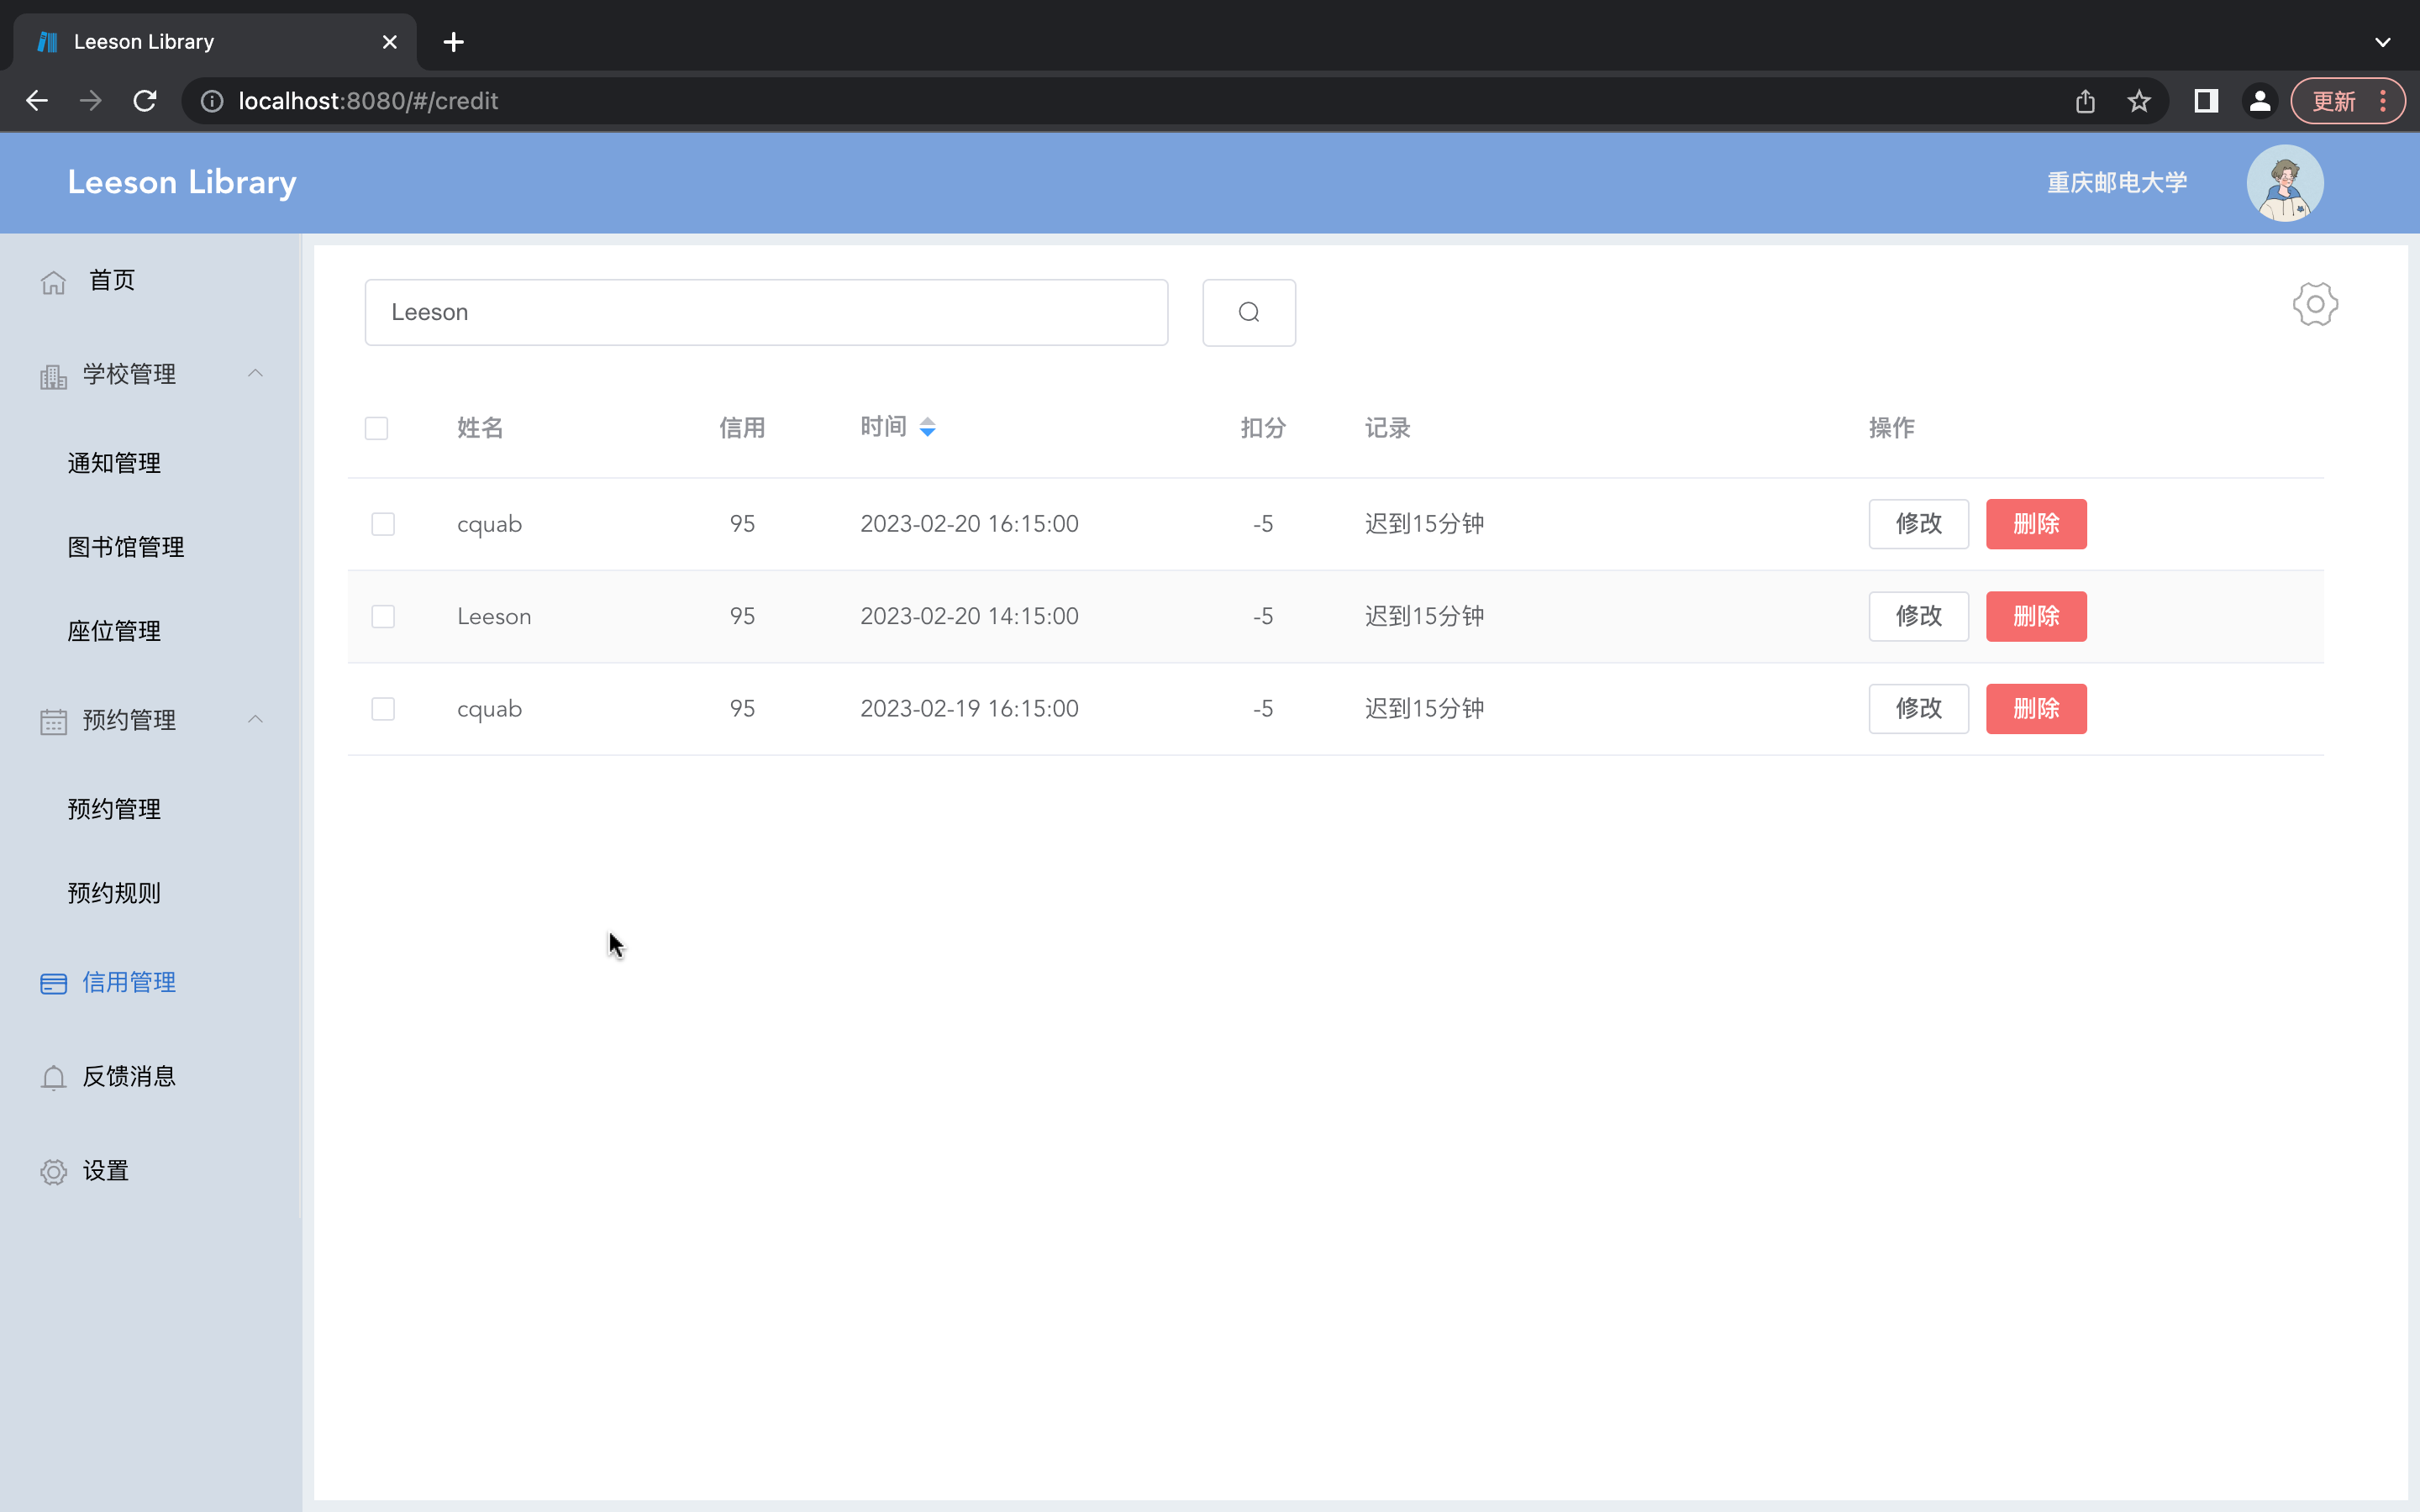 Leeson Library
localhost:8080/#/credit
更新
Leeson Library
重庆邮电大学
首页
学校管理
通知管理
图书馆管理
座位管理
预约管理
预约管理
预约规则
信用管理
反馈消息
设置
Leeson
姓名 信用 时间 扣分 记录 操作
cquab 95 2023-02-20 16:15:00 -5 迟到15分钟 修改 删除
Leeson 95 2023-02-20 14:15:00 -5 迟到15分钟 修改 删除
cquab 95 2023-02-19 16:15:00 -5 迟到15分钟 修改 删除